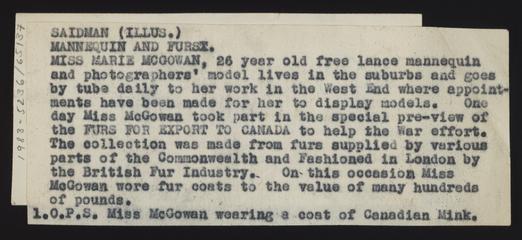 SAIDMAN (ILLUS.)
MANNEQUIN AND FURSX.
MISS MARIE MCGOWAN, 26 year old free lance mannequin
and photographers' model lives in the suburbs and goes
by tube daily to her work in the West End where appoint-
ments have been made for her to display models. One
day Miss McGowan took part in the special pre-view of
the FURS FOR EXPORT TO CANADA to help the War effort.
The collection was made from furs supplied by various
parts of the Commonwealth and Fashioned in London by
the British Fur Industry. On this occasion Miss
McGowan wore fur coats to the value of many hundreds
of pounds.
1.O.P.S. Miss McGowan wearing a coat of Canadian Mink.
1983-5236/65137